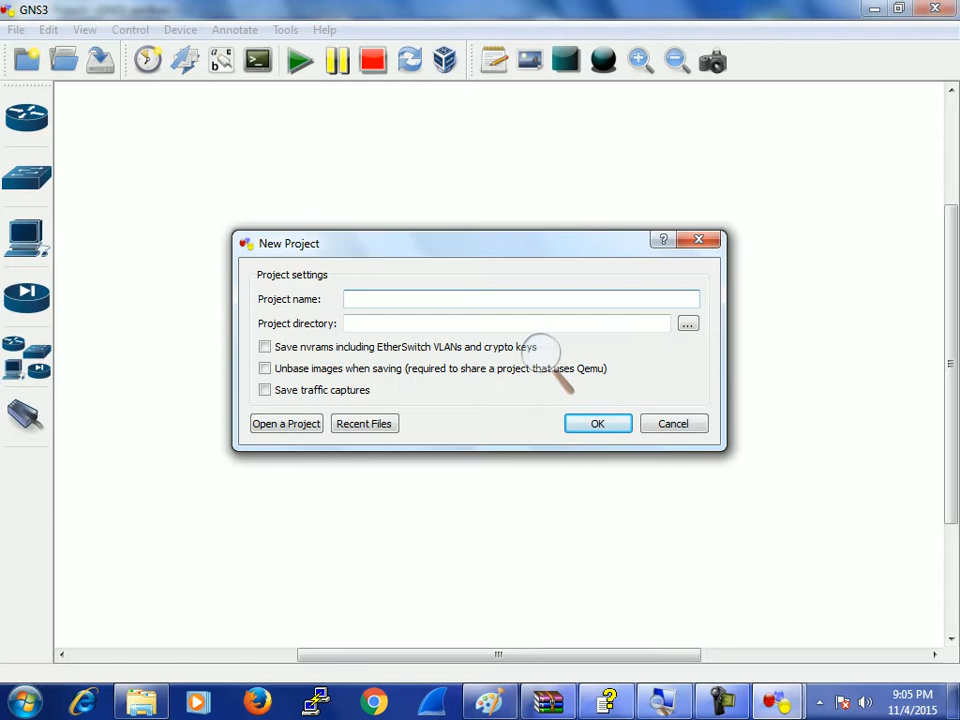 GNS3
File Edit View Control Device Annotate Tools Help
New Project
Project settings
Project name:
Project directory:
...
Save nvrams including EtherSwitch VLANs and crypto keys
Unbase images when saving (required to share a project that uses Qemu)
Save traffic captures
Open a Project Recent Files OK Cancel
9:05 PM
11/4/2015